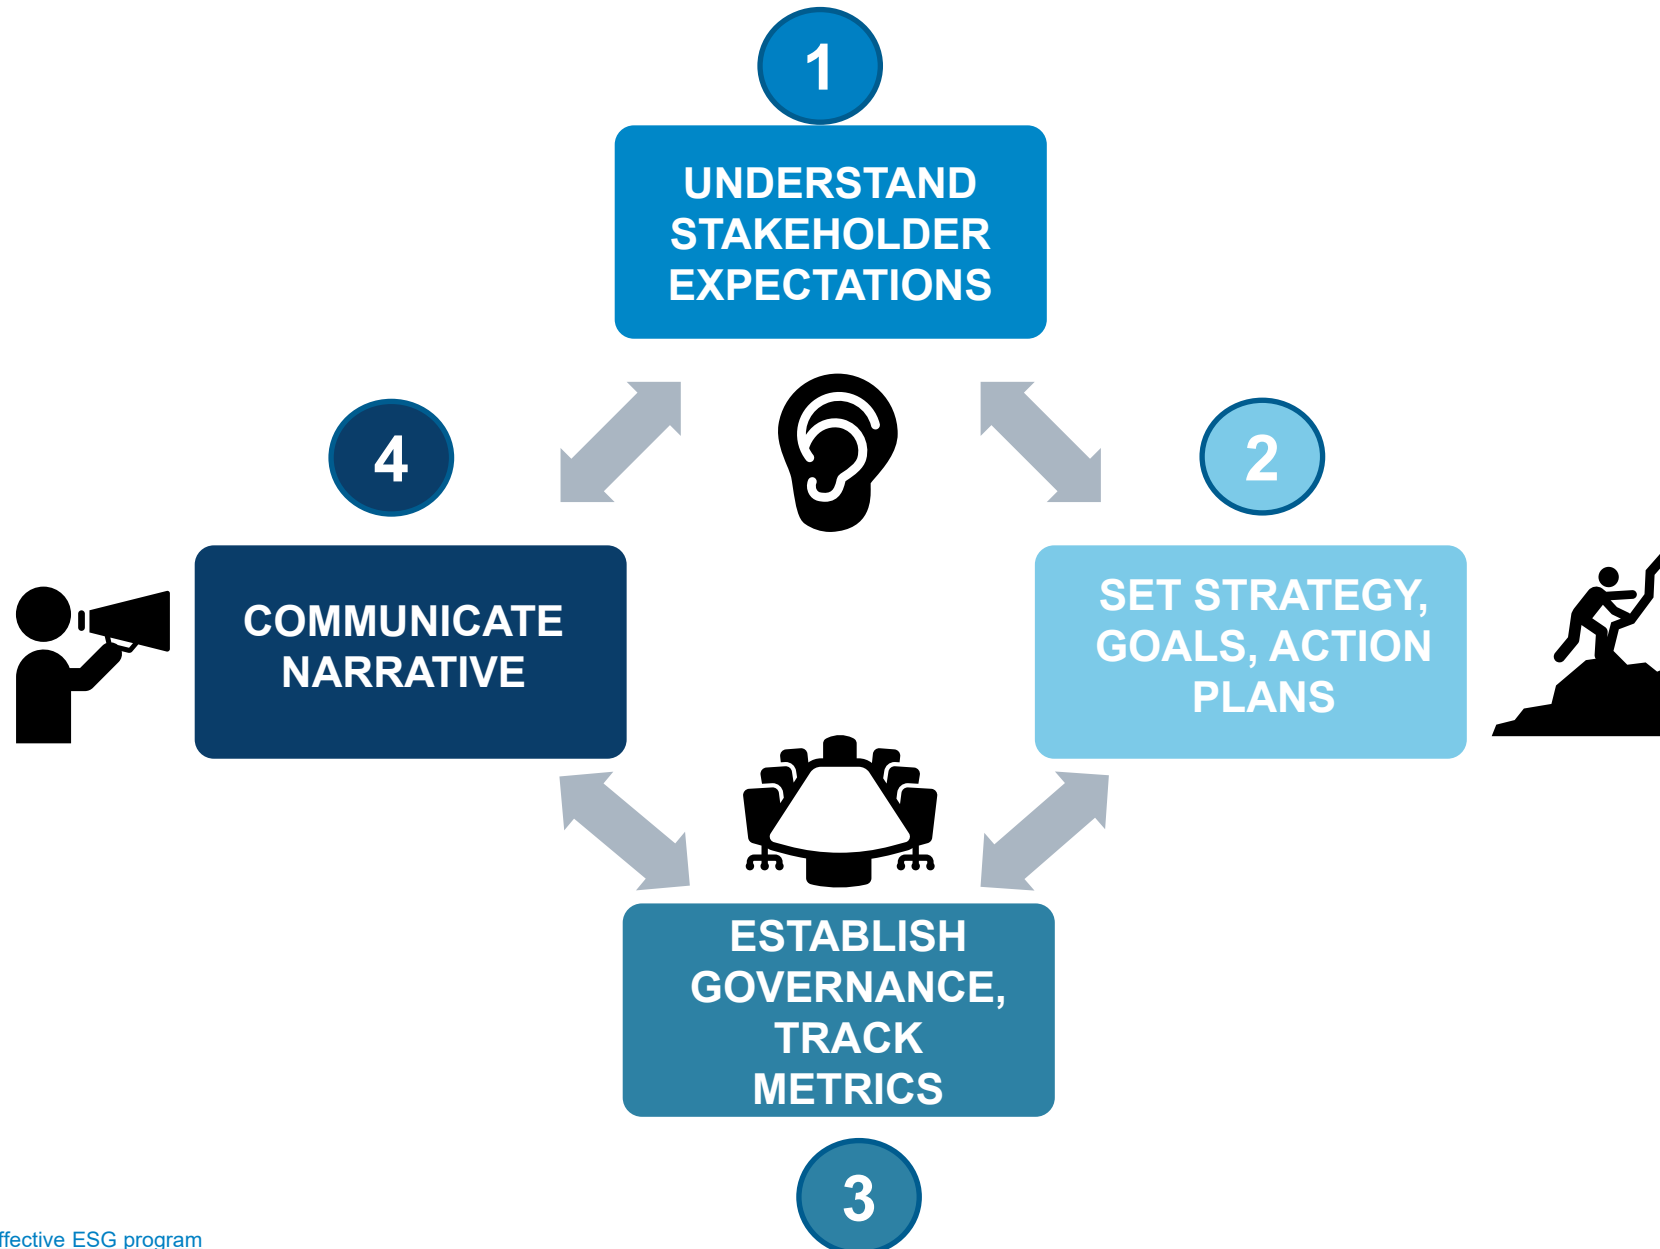 1
UNDERSTAND
STAKEHOLDER
EXPECTATIONS
4
2
COMMUNICATE
NARRATIVE
SET STRATEGY,
GOALS, ACTION
PLANS
ESTABLISH
GOVERNANCE,
TRACK
METRICS
3
ESG program